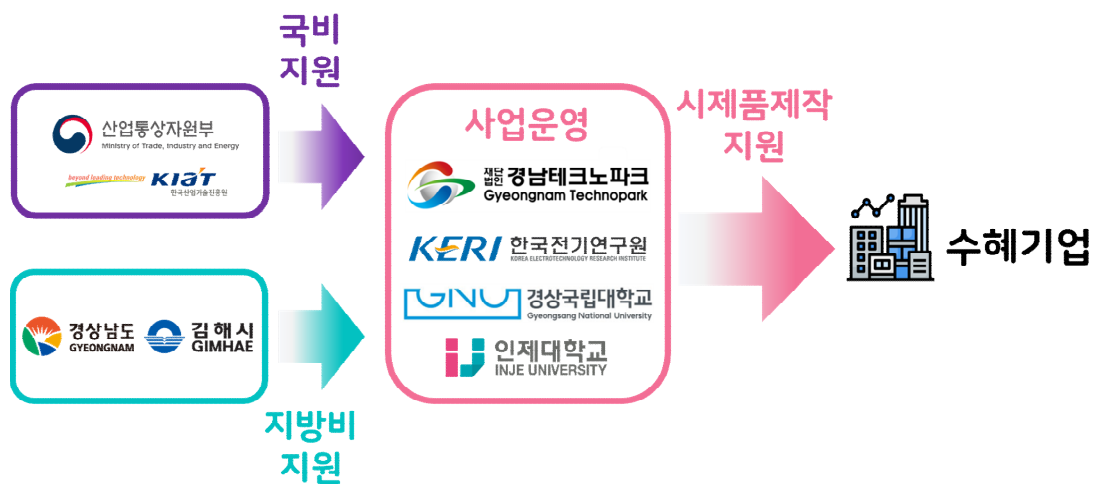 국비
지원
산업통상자원부
Ministry of Trade, Industry and Energy
beyond leading technology
KIAT
한국산업기술진흥원
경상남도
GYEONGNAM
김해시
GIMHAE
지방비
지원
사업운영
재단
법인
경남테크노파크
Gyeongnam Technopark
KERI
한국전기연구원
KOREA ELECTROTECHNOLOGY RESEARCH INSTITUTE
GNU
경상국립대학교
Gyeongsang National University
인제대학교
INJE UNIVERSITY
시제품제작
지원
수혜기업